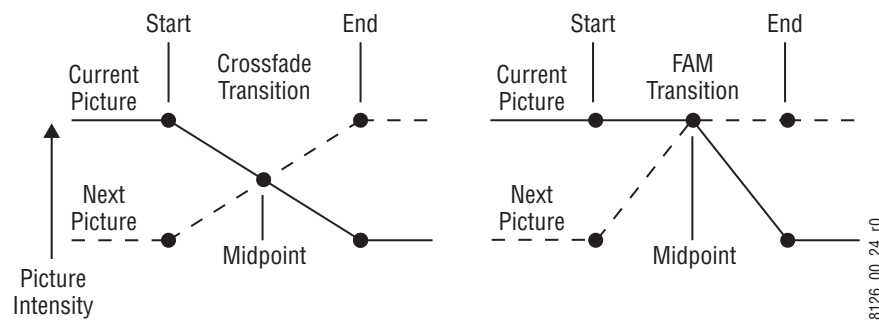 Start
End
Crossfade
Transition
Current
Picture
Next
Picture
Midpoint
Picture
Intensity
Start
End
FAM
Transition
Current
Picture
Next
Picture
Midpoint
8126_00_24_r0